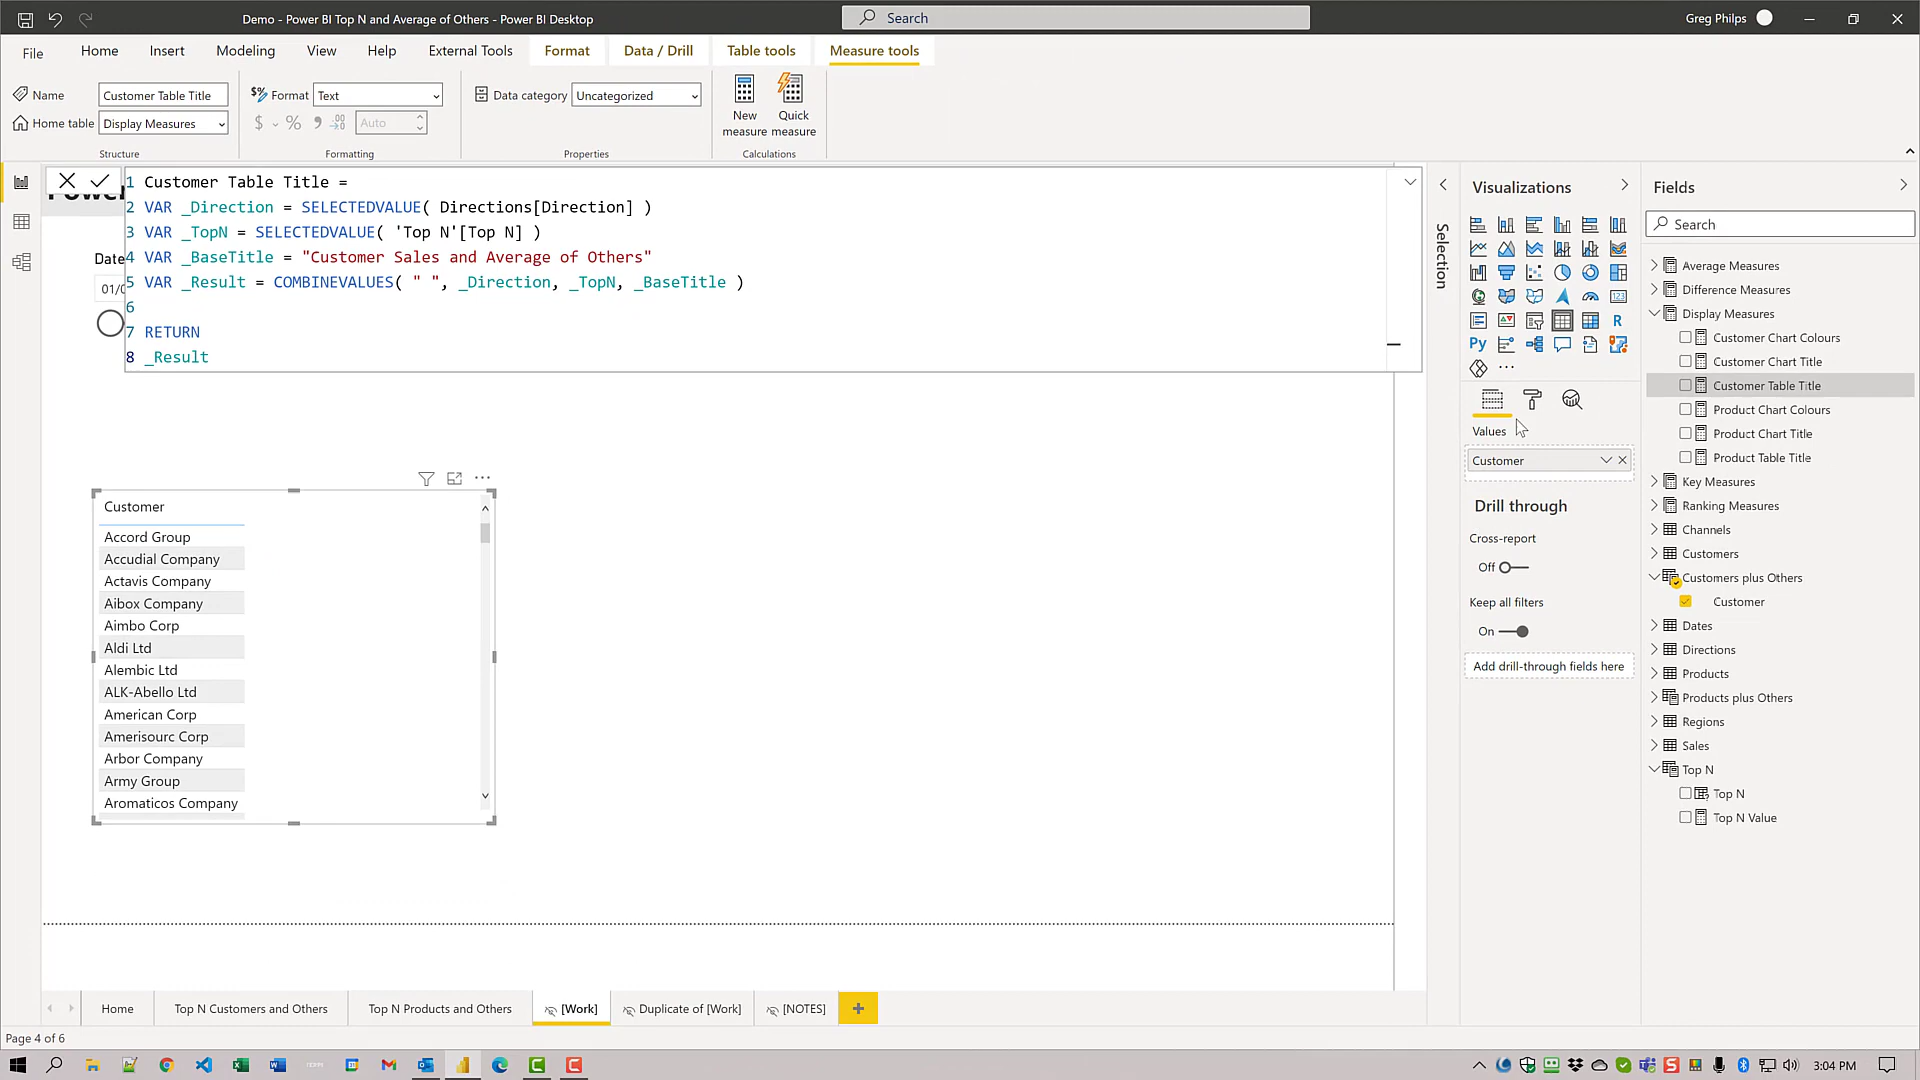 Demo - Power BI Top N and Average of Others - Power BI Desktop
Search
Greg Philps
File
Home
Insert
Modeling
View
Help
External Tools
Format
Data / Drill
Table tools
Measure tools
Name
Customer Table Title
Format
Text
Data category
Uncategorized
New
measure
Quick
measure
Home table
Display Measures
$
%
Auto
Structure
Formatting
Properties
Calculations
1 Customer Table Title =
2 VAR _Direction = SELECTEDVALUE( Directions[Direction] )
3 VAR _TopN = SELECTEDVALUE( 'Top N'[Top N] )
4 VAR _BaseTitle = "Customer Sales and Average of Others"
5 VAR _Result = COMBINEVALUES( " ", _Direction, _TopN, _BaseTitle )
6
7 RETURN
8 _Result
Date
01/0
Customer
Accord Group
Accudial Company
Actavis Company
Aibox Company
Aimbo Corp
Aldi Ltd
Alembic Ltd
ALK-Abello Ltd
American Corp
Amerisourc Corp
Arbor Company
Army Group
Aromaticos Company
Selection
Visualizations
R
Py
123
Values
Customer
Drill through
Cross-report
Off
Keep all filters
On
Add drill-through fields here
Fields
Search
Average Measures
Difference Measures
Display Measures
Customer Chart Colours
Customer Chart Title
Customer Table Title
Product Chart Colours
Product Chart Title
Product Table Title
Key Measures
Ranking Measures
Channels
Customers
Customers plus Others
Customer
Dates
Directions
Products
Products plus Others
Regions
Sales
Top N
Top N
Top N Value
Home
Top N Customers and Others
Top N Products and Others
[Work]
Duplicate of [Work]
[NOTES]
+
Page 4 of 6
3:04 PM